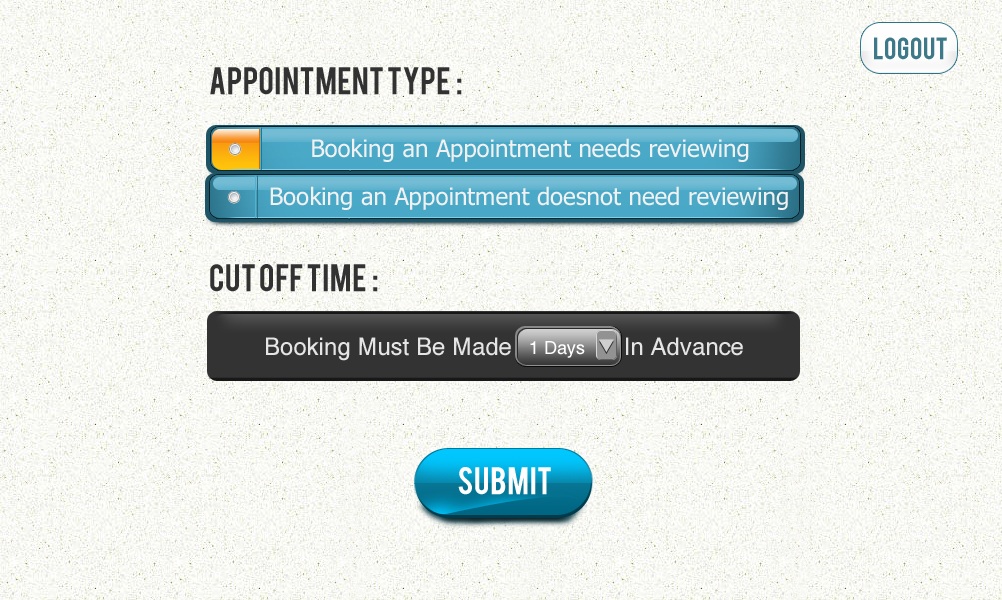 LOGOUT
APPOINTMENT TYPE :
Booking an Appointment needs reviewing
Booking an Appointment doesnot need reviewing
CUT OFF TIME :
Booking Must Be Made 1 Days In Advance
SUBMIT